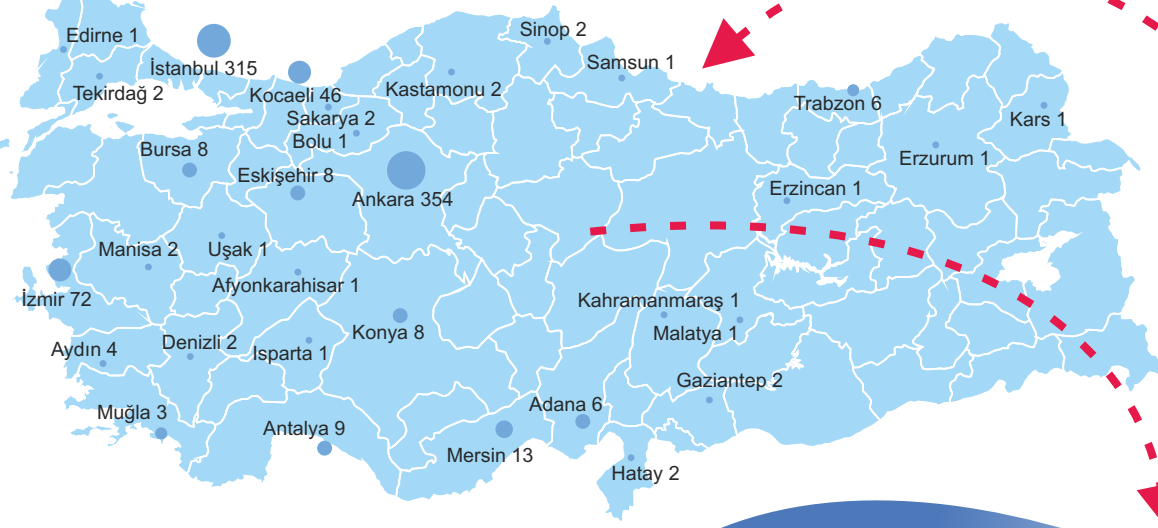 Edirne 1
Sinop 2
İstanbul 315
Samsun 1
Tekirdağ 2
Kocaeli 46
Kastamonu 2
Trabzon 6
Sakarya 2
Kars 1
Bolu 1
Bursa 8
Erzurum 1
Eskişehir 8
Ankara 354
Erzincan 1
Manisa 2
Uşak 1
Afyonkarahisar 1
İzmir 72
Kahramanmaraş 1
Konya 8
Malatya 1
Aydın 4
Denizli 2
Isparta 1
Gaziantep 2
Muğla 3
Adana 6
Antalya 9
Mersin 13
Hatay 2